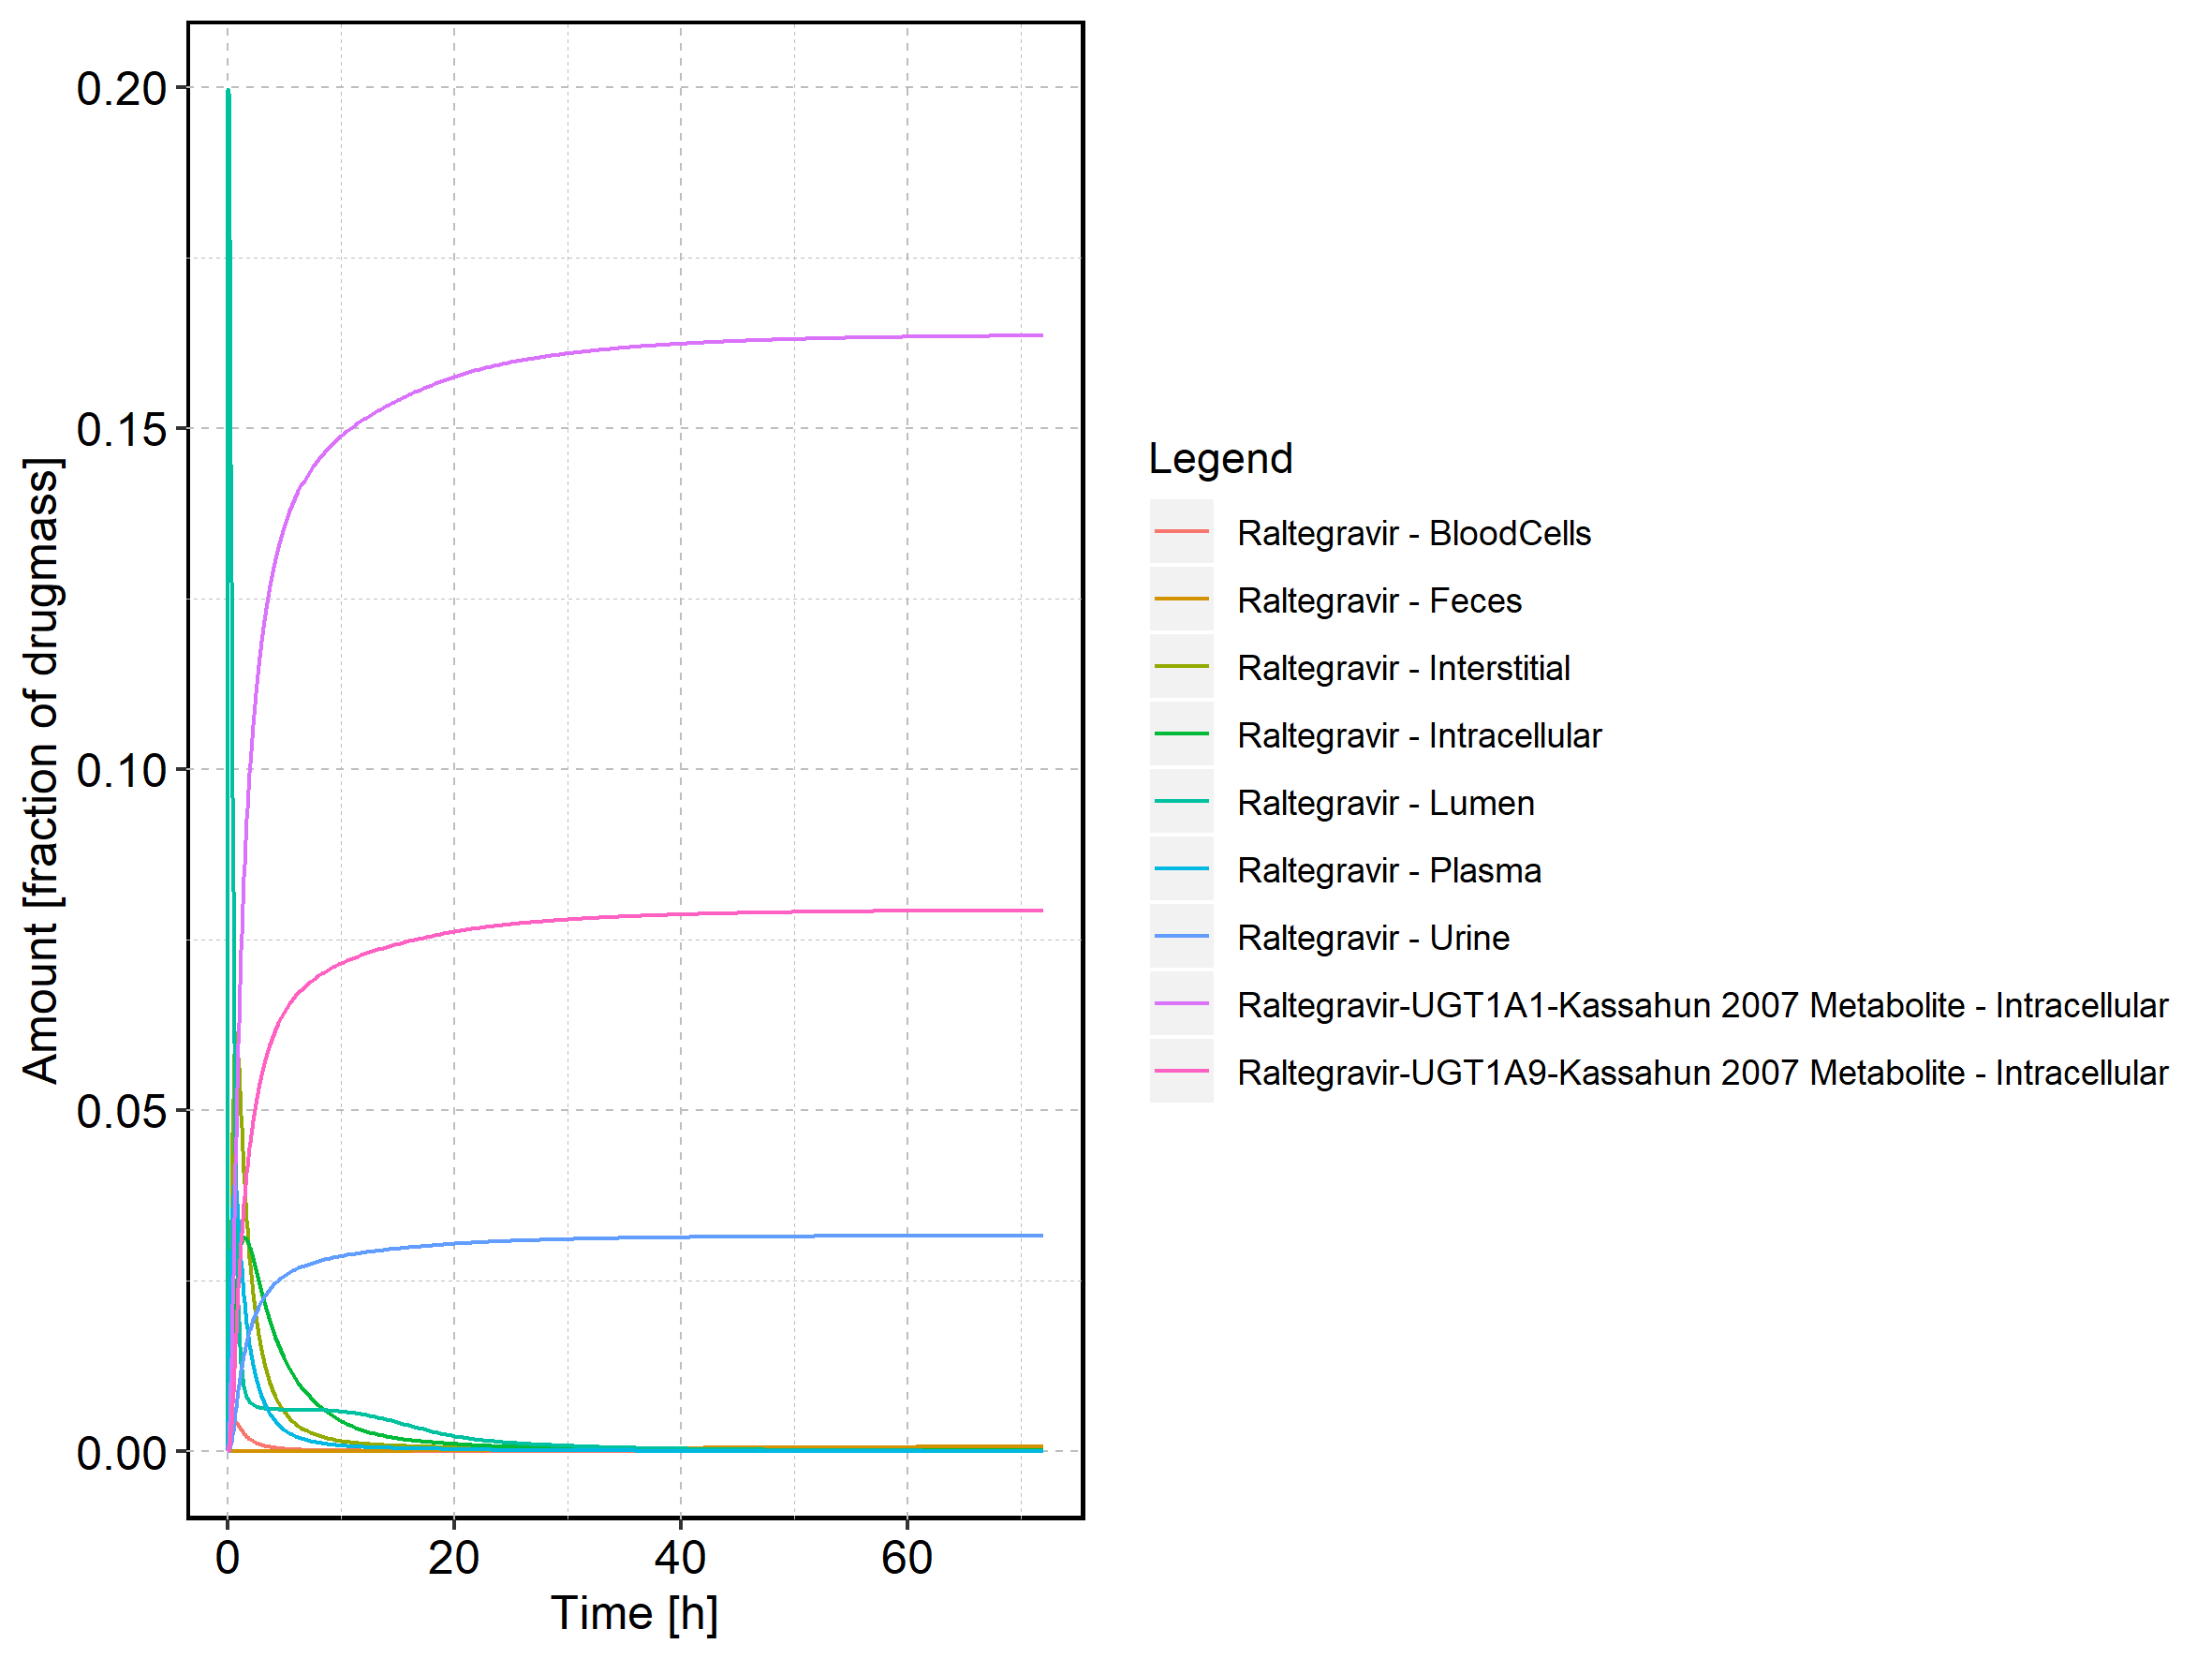 0.20
0.15
0.10
0.05
0.00
Amount [fraction of drugmass]
0 20 40 60
Time [h]
Legend
Raltegravir - BloodCells
Raltegravir - Feces
Raltegravir - Interstitial
Raltegravir - Intracellular
Raltegravir - Lumen
Raltegravir - Plasma
Raltegravir - Urine
Raltegravir-UGT1A1-Kassahun 2007 Metabolite - Intracellular
Raltegravir-UGT1A9-Kassahun 2007 Metabolite - Intracellular